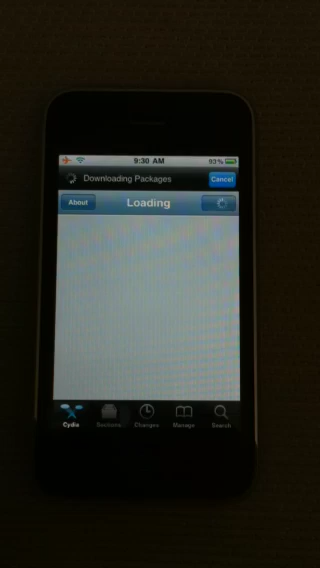 9:30 AM 93%
Downloading Packages Cancel
About Loading
Cydia Sections Changes Manage Search